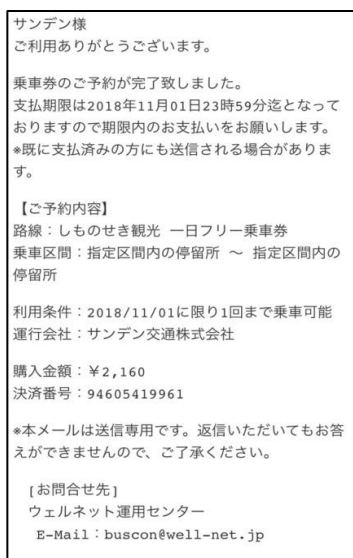 サンデン様
ご利用ありがとうございます。
乗車券のご予約が完了致しました。
支払期限は2018年11月01日23時59分迄となって
おりますので期限内のお支払いをお願いします。
*既に支払済みの方にも送信される場合がありま
す。
【ご予約内容】
路線：しものせき観光 一日フリー乗車券
乗車区間：指定区間内の停留所 ～ 指定区間内の
停留所
利用条件：2018/11/01に限り1回まで乗車可能
運行会社：サンデン交通株式会社
購入金額：￥2,160
決済番号：94605419961
*本メールは送信専用です。返信いただいてもお答
えができませんので、ご了承ください。
[お問合せ先]
ウェルネット運用センター
E-Mail：buscon@well-net.jp